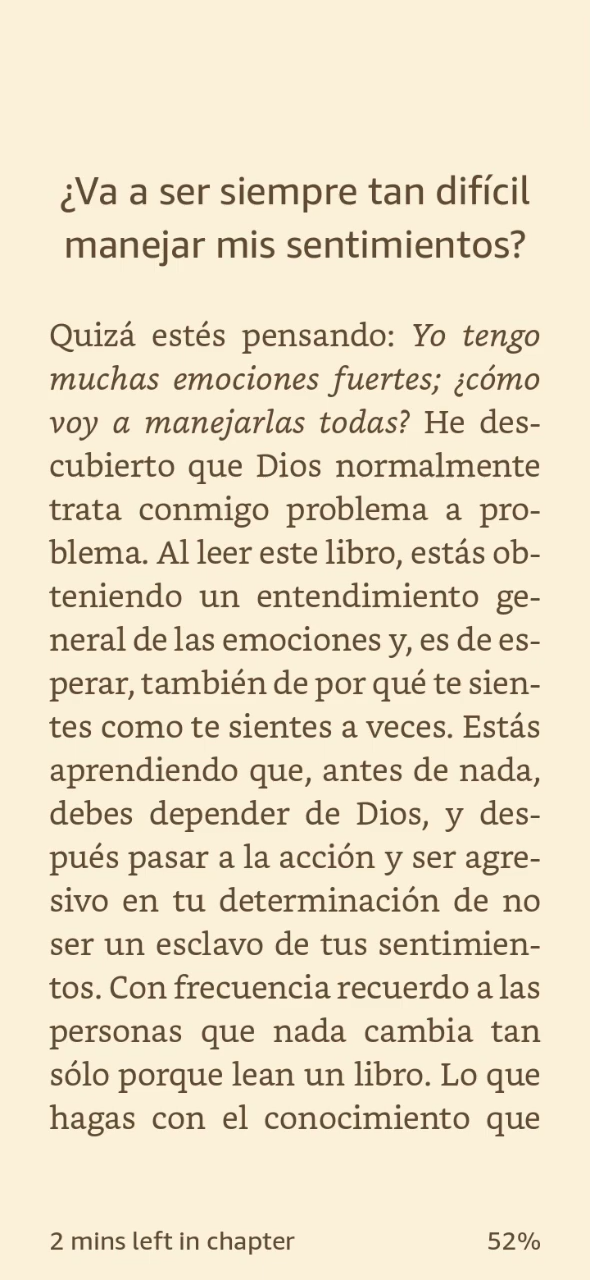 ¿Va a ser siempre tan difícil
manejar mis sentimientos?
Quizá estés pensando: Yo tengo
muchas emociones fuertes; ¿cómo
voy a manejarlas todas? He des-
cubierto que Dios normalmente
trata conmigo problema a pro-
blema. Al leer este libro, estás ob-
teniendo un entendimiento ge-
neral de las emociones y, es de es-
perar, también de por qué te sien-
tes como te sientes a veces. Estás
aprendiendo que, antes de nada,
debes depender de Dios, y des-
pués pasar a la acción y ser agre-
sivo en tu determinación de no
ser un esclavo de tus sentimien-
tos. Con frecuencia recuerdo a las
personas que nada cambia tan
sólo porque lean un libro. Lo que
hagas con el conocimiento que
2 mins left in chapter 52%